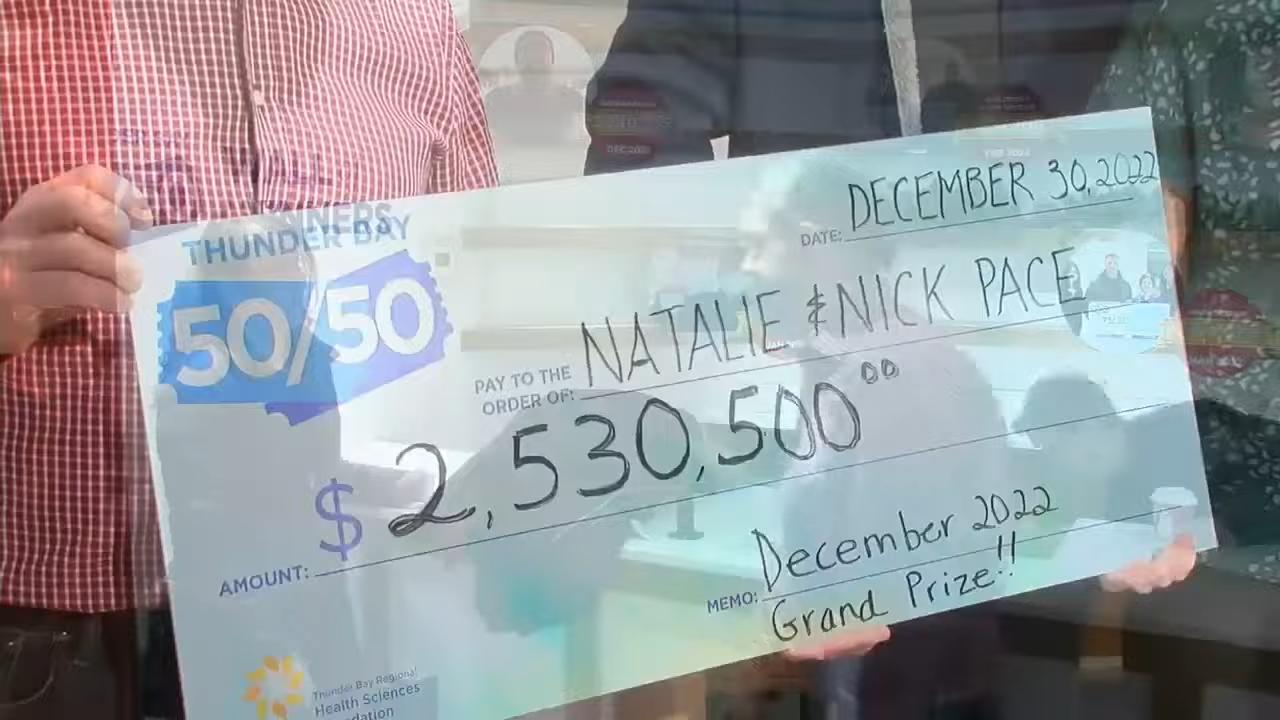 WINNERS
THUNDER BAY
50/50
DATE: DECEMBER 30, 2022
PAY TO THE
ORDER OF: NATALIE & NICK PACE
$ 2,530,500 00
AMOUNT:
MEMO: December 2022
Grand Prize!!
Thunder Bay Regional
Health Sciences